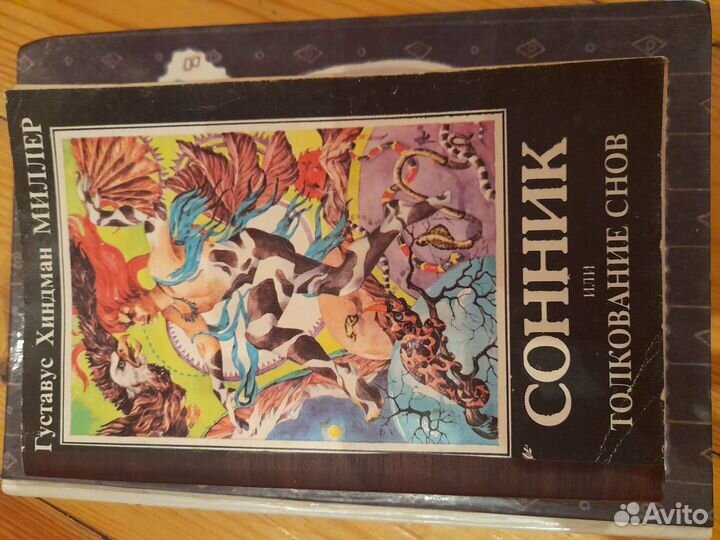 Густавус Хиндман МИЛЛЕР
СОННИК
ИЛИ
ТОЛКОВАНИЕ СНОВ
Avito